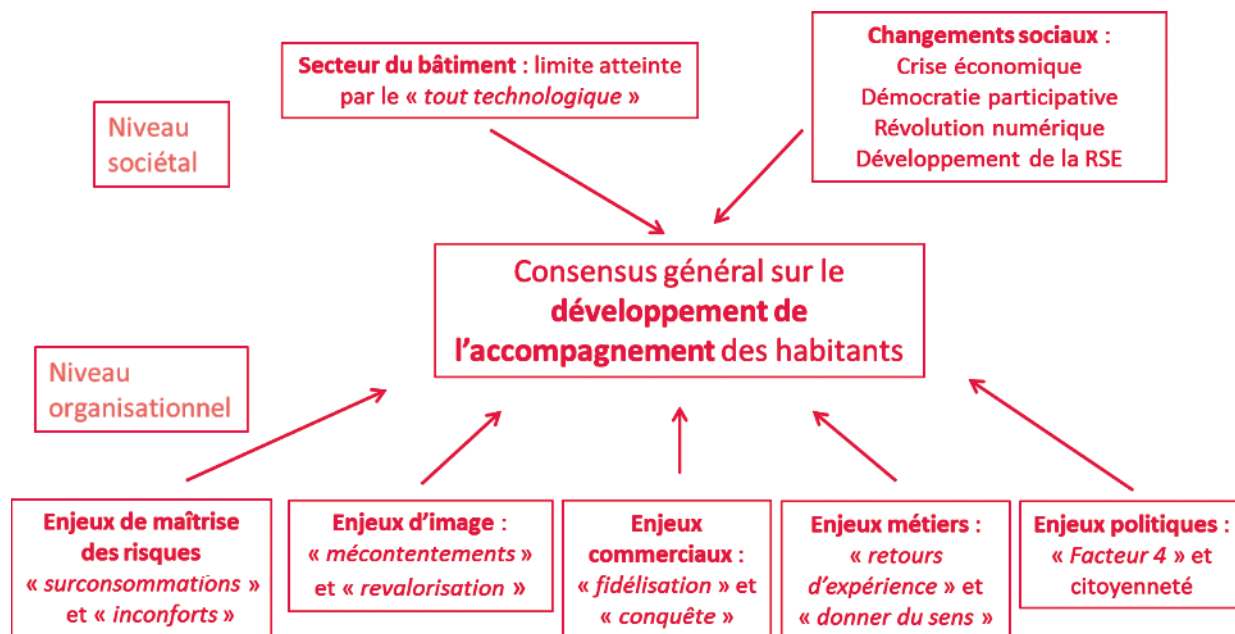 Secteur du bâtiment : limite atteinte
par le « tout technologique »
Changements sociaux :
Crise économique
Démocratie participative
Révolution numérique
Développement de la RSE
Niveau
sociétal
Consensus général sur le
développement de
l’accompagnement des habitants
Niveau
organisationnel
Enjeux de maîtrise
des risques
« surconsommations »
et « inconforts »
Enjeux d’image :
« mécontentements »
et « revalorisation »
Enjeux
commerciaux :
« fidélisation » et
« conquête »
Enjeux métiers :
« retours
d’expérience » et
« donner du sens »
Enjeux politiques :
« Facteur 4 » et
citoyenneté